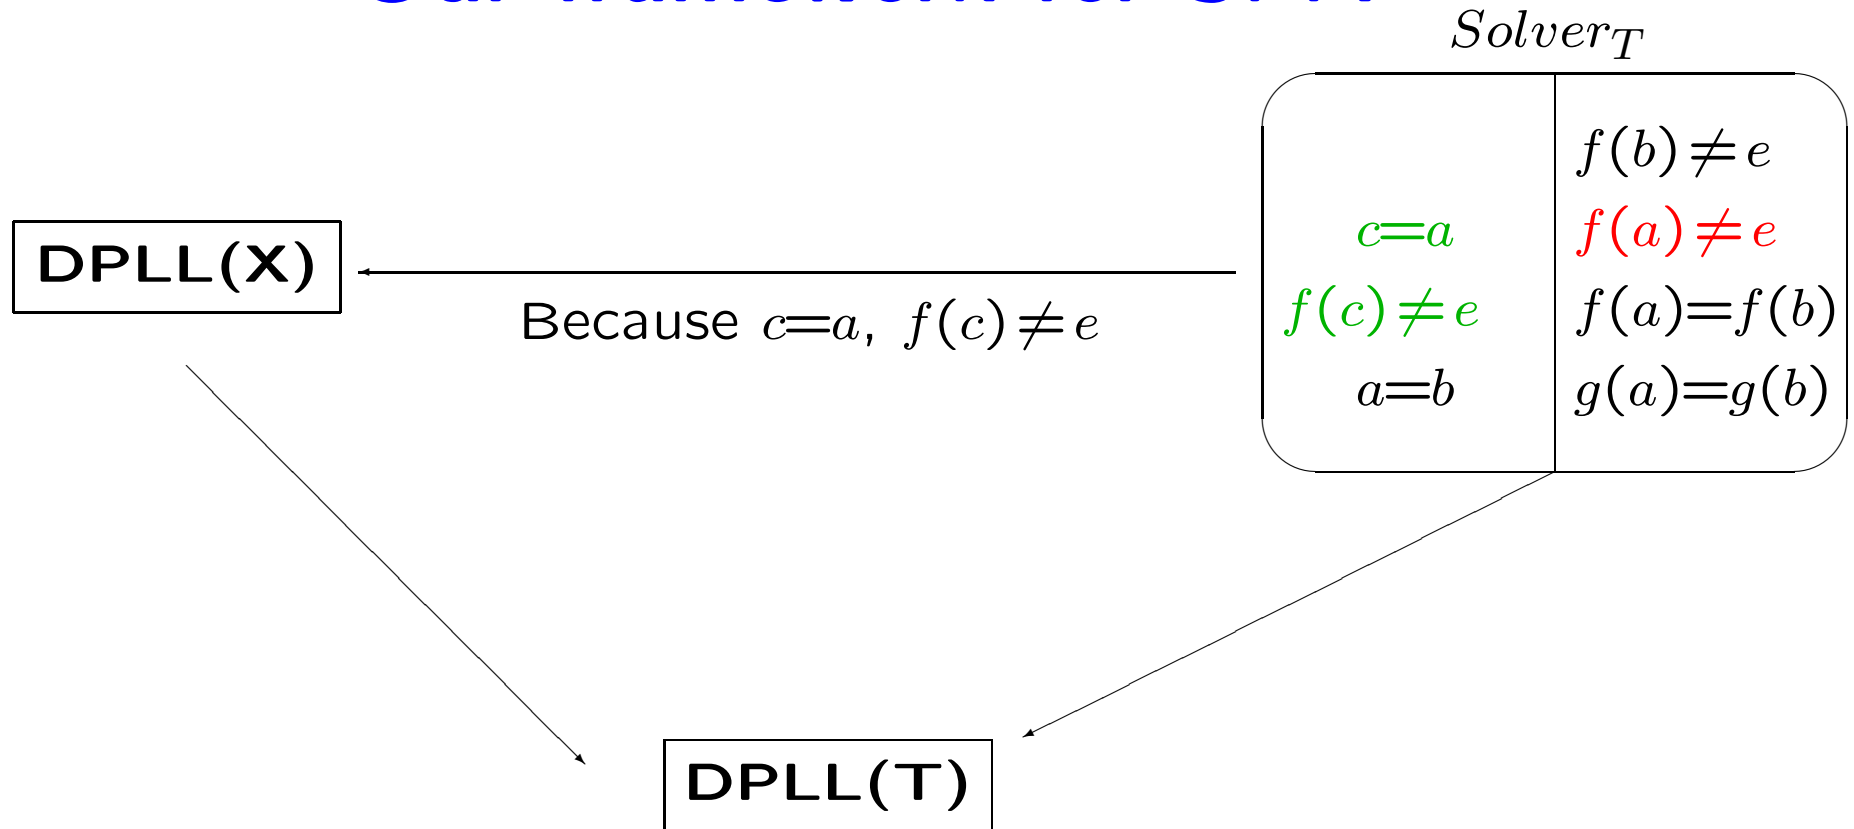 Solver_T
f(b)≠e
c=a f(a)≠e
DPLL(X)
f(c)≠e f(a)=f(b)
Because c=a, f(c)≠e
a=b g(a)=g(b)
DPLL(T)